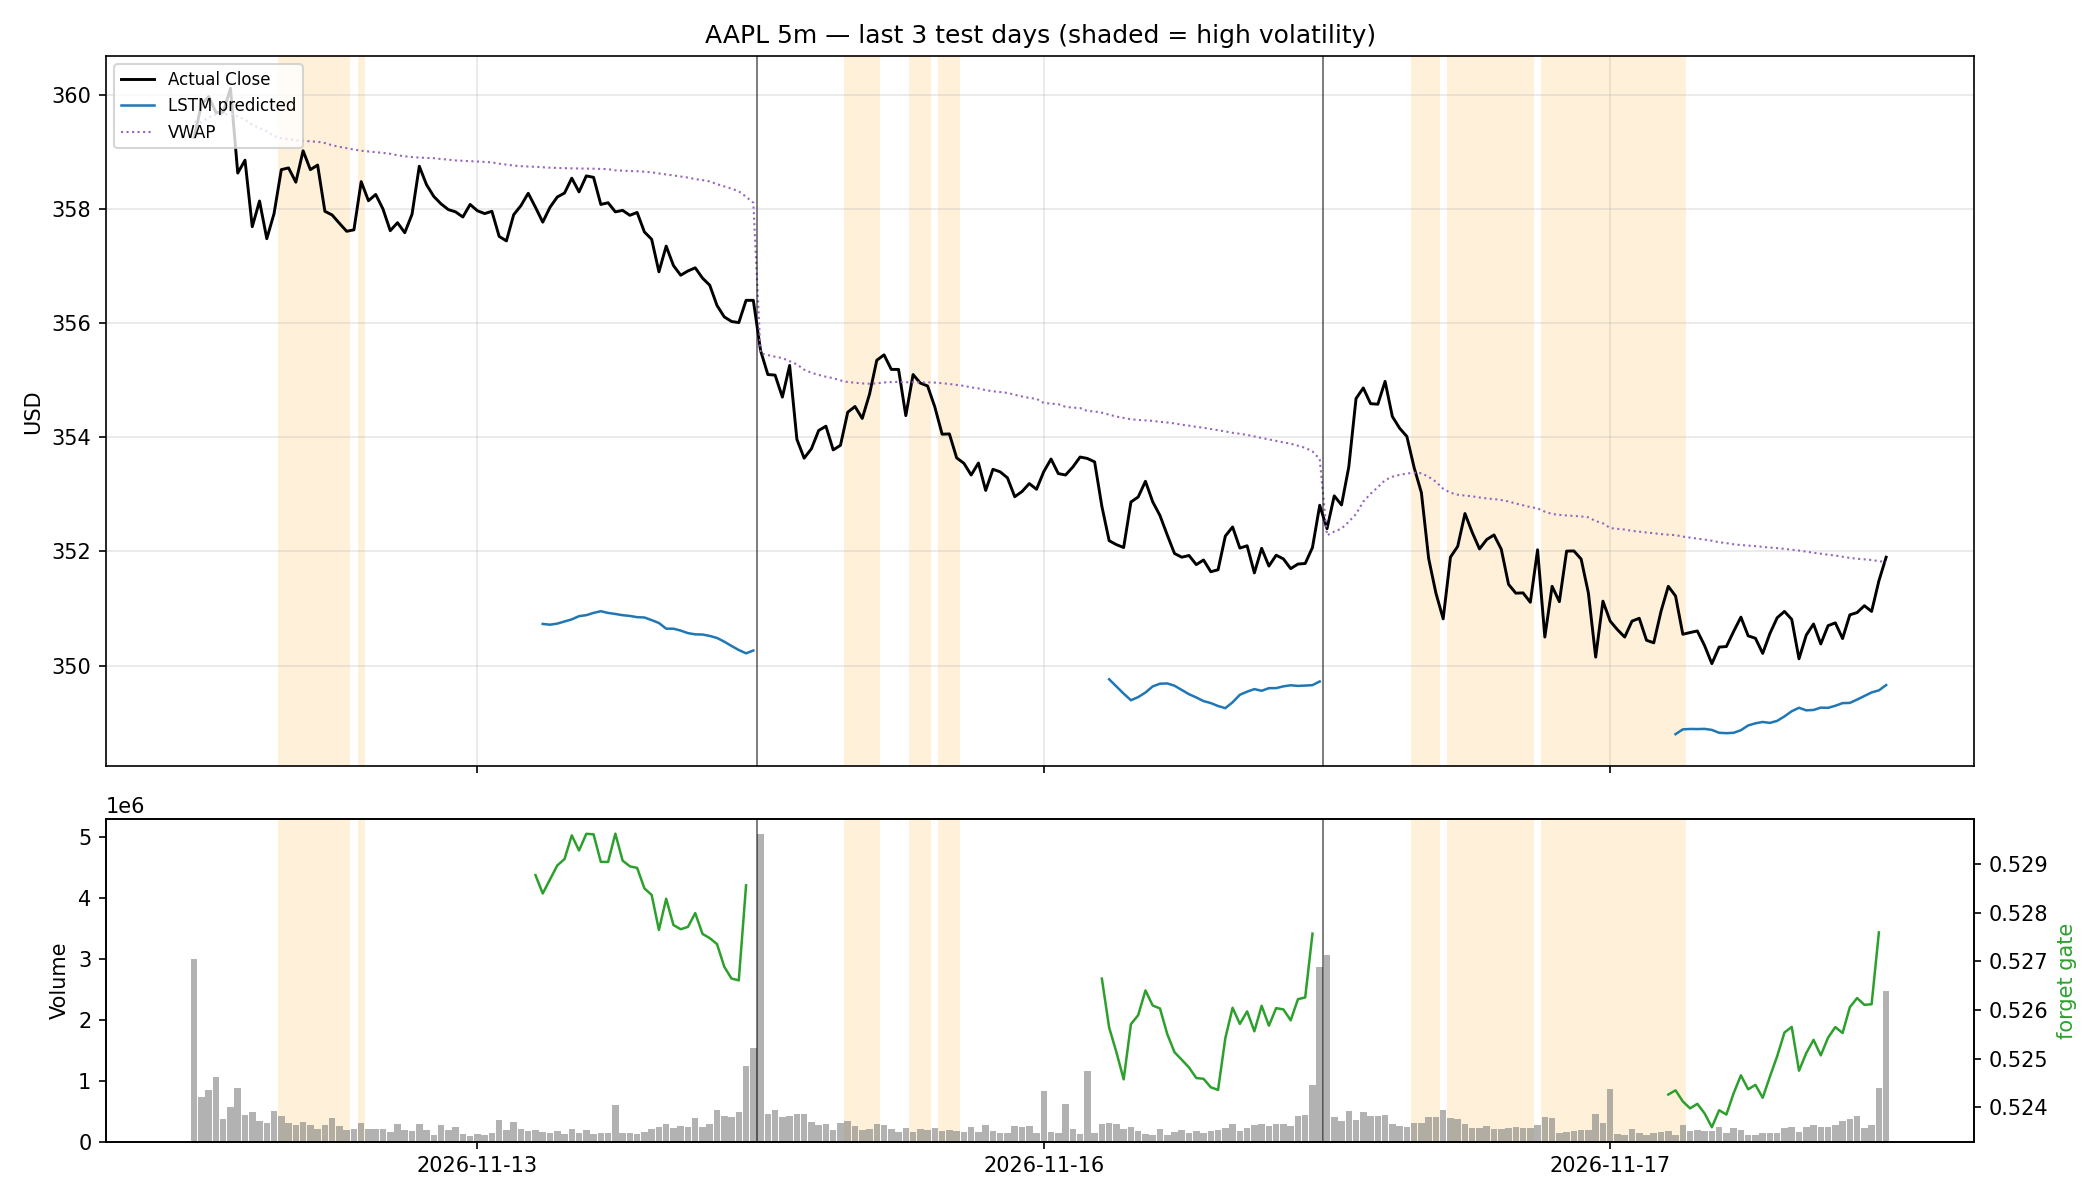 AAPL 5m — last 3 test days (shaded = high volatility)
Actual Close
LSTM predicted
VWAP
360
358
356
354
352
350
USD
1e6
5
4
3
2
1
0
Volume
0.529
0.528
0.527
0.526
0.525
0.524
forget gate
2026-11-13
2026-11-16
2026-11-17